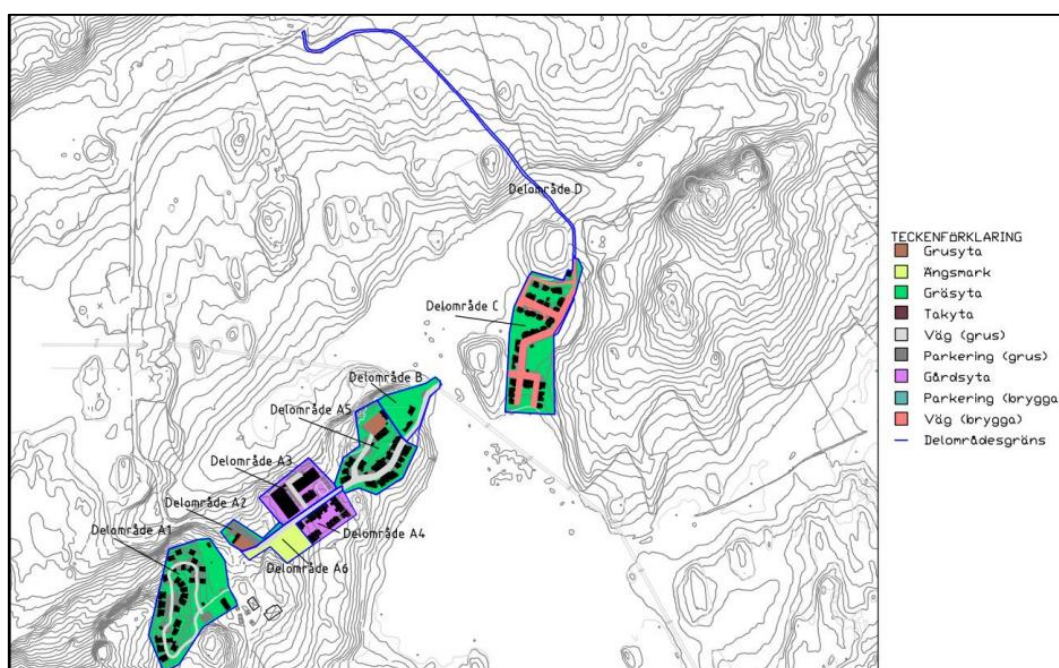 Delområde D
Delområde C
Delområde B
Delområde A5
Delområde A3
Delområde A2
Delområde A1
Delområde A4
Delområde A6
TECKENFÖRKLARING
Grusyta
Ängsmark
Gräsyta
Takyta
Väg (grus)
Parkering (grus)
Gårdsyta
Parkering (brygga
Väg (brygga)
Delområdesgräns